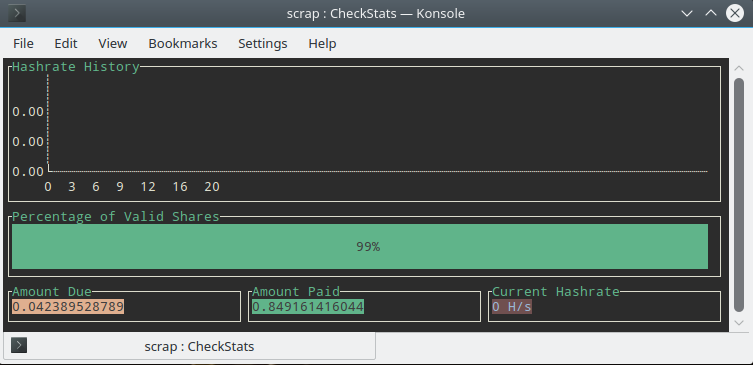 scrap : CheckStats — Konsole
File Edit View Bookmarks Settings Help
Hashrate History
0.00
0.00
0.00
0 3 6 9 12 16 20
Percentage of Valid Shares
99%
Amount Due Amount Paid Current Hashrate
0.042389528789 0.849161416044 0 H/s
scrap : CheckStats